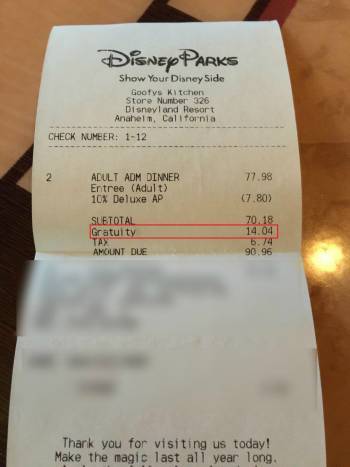 Disney Parks
Show Your Disney Side
Goofys Kitchen
Store Number 326
Disneyland Resort
Anaheim, California
CHECK NUMBER: 1-12
2 ADULT ADM DINNER 77.98
Entree (Adult)
10% Deluxe AP (7.80)
SUBTOTAL 70.18
Gratuity 14.04
TAX 6.74
AMOUNT DUE 90.96
Thank you for visiting us today!
Make the magic last all year long.